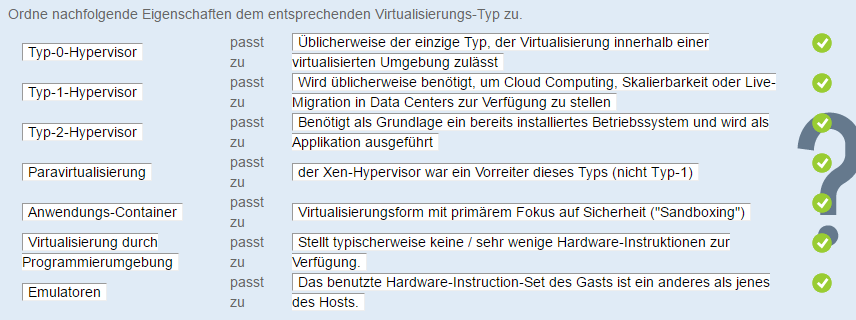 Ordne nachfolgende Eigenschaften dem entsprechenden Virtualisierungs-Typ zu.
Typ-0-Hypervisor passt zu Üblicherweise der einzige Typ, der Virtualisierung innerhalb einer
virtualisierten Umgebung zulässt
Typ-1-Hypervisor passt zu Wird üblicherweise benötigt, um Cloud Computing, Skalierbarkeit oder Live-
Migration in Data Centers zur Verfügung zu stellen
Typ-2-Hypervisor passt zu Benötigt als Grundlage ein bereits installiertes Betriebssystem und wird als
Applikation ausgeführt
Paravirtualisierung passt zu der Xen-Hypervisor war ein Vorreiter dieses Typs (nicht Typ-1)
Anwendungs-Container passt zu Virtualisierungsform mit primärem Fokus auf Sicherheit ("Sandboxing")
Virtualisierung durch passt Stellt typischerweise keine / sehr wenige Hardware-Instruktionen zur
Programmierumgebung zu Verfügung.
Emulatoren passt zu Das benutzte Hardware-Instruction-Set des Gasts ist ein anderes als jenes
des Hosts.
?